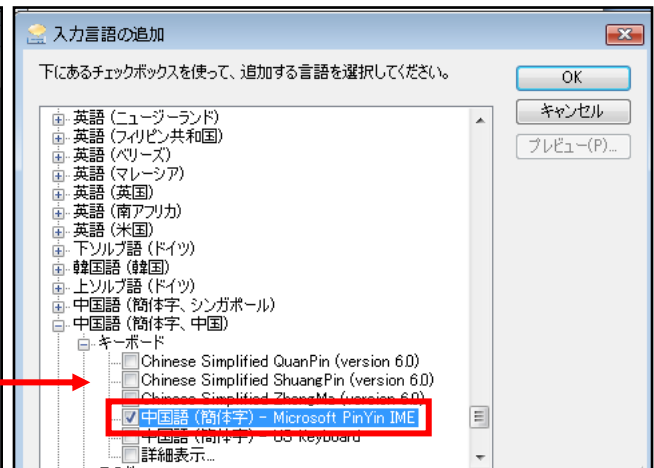 入力言語の追加
下にあるチェックボックスを使って、追加する言語を選択してください。
OK
キャンセル
プレビュー(P)...
英語 (ニュージーランド)
英語 (フィリピン共和国)
英語 (ベリーズ)
英語 (マレーシア)
英語 (英国)
英語 (南アフリカ)
英語 (米国)
下ソルブ語 (ドイツ)
韓国語 (韓国)
上ソルブ語 (ドイツ)
中国語 (簡体字、シンガポール)
中国語 (簡体字、中国)
キーボード
Chinese Simplified QuanPin (version 6.0)
Chinese Simplified ShuangPin (version 6.0)
Chinese Simplified ZhengMa (version 6.0)
中国語 (簡体字) - Microsoft PinYin IME
中国語 (簡体字) - US Keyboard
詳細表示...